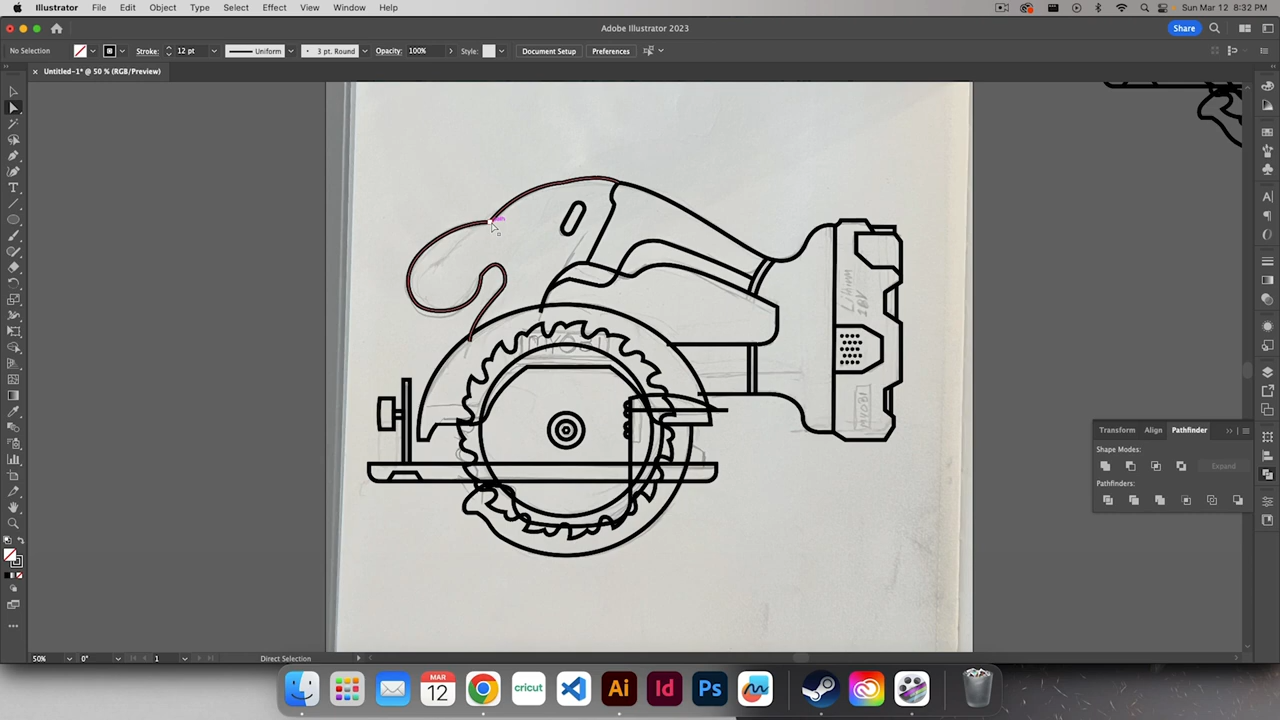 Illustrator File Edit Object Type Select Effect View Window Help Sun Mar 12 8:32 PM
Adobe Illustrator 2023 Share
No Selection Stroke: 12 pt Uniform 3 pt. Round Opacity: 100% Style: Document Setup Preferences
Untitled-1* @ 50 % (RGB/Preview)
Lithium
18V
Transform Align Pathfinder
Shape Modes:
Expand
Pathfinders:
50% 0° 1 Direct Selection
MAR
12
cricut
Ai
Id
Ps